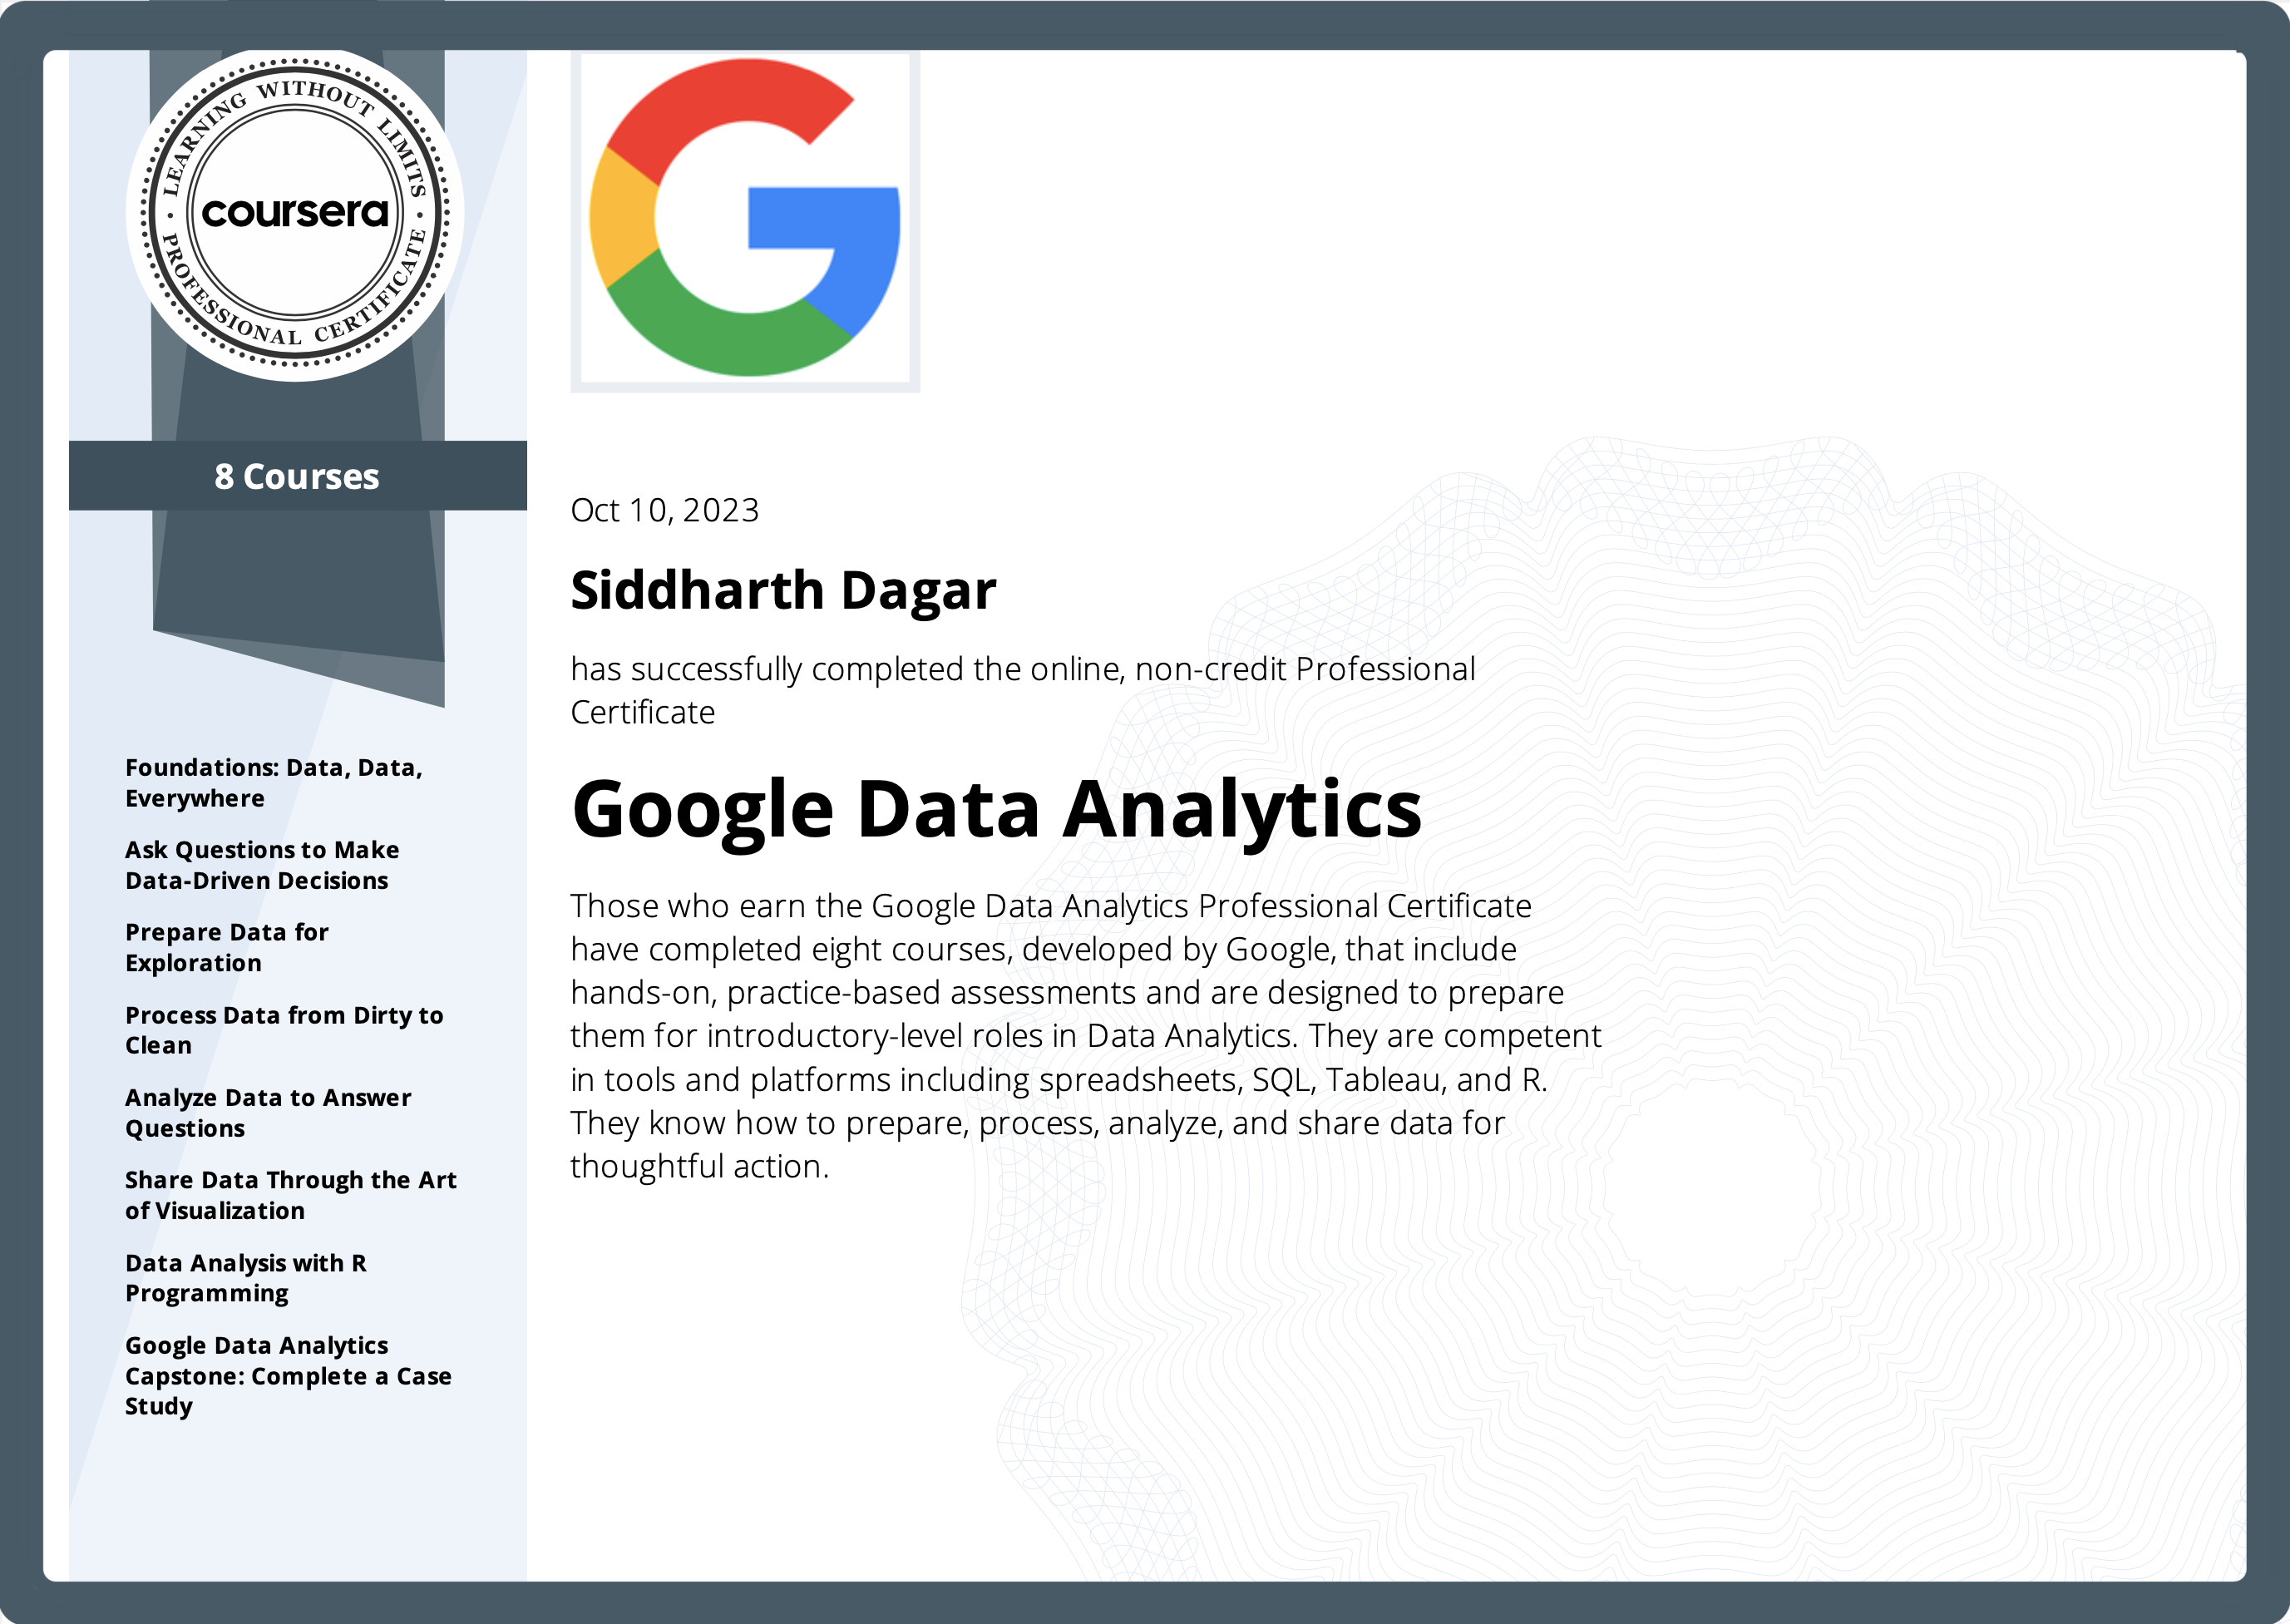 LEARNING WITHOUT LIMITS
coursera
PROFESSIONAL CERTIFICATE
8 Courses
Foundations: Data, Data,
Everywhere
Ask Questions to Make
Data-Driven Decisions
Prepare Data for
Exploration
Process Data from Dirty to
Clean
Analyze Data to Answer
Questions
Share Data Through the Art
of Visualization
Data Analysis with R
Programming
Google Data Analytics
Capstone: Complete a Case
Study
G
Oct 10, 2023
Siddharth Dagar
has successfully completed the online, non-credit Professional
Certificate
Google Data Analytics
Those who earn the Google Data Analytics Professional Certificate
have completed eight courses, developed by Google, that include
hands-on, practice-based assessments and are designed to prepare
them for introductory-level roles in Data Analytics. They are competent
in tools and platforms including spreadsheets, SQL, Tableau, and R.
They know how to prepare, process, analyze, and share data for
thoughtful action.